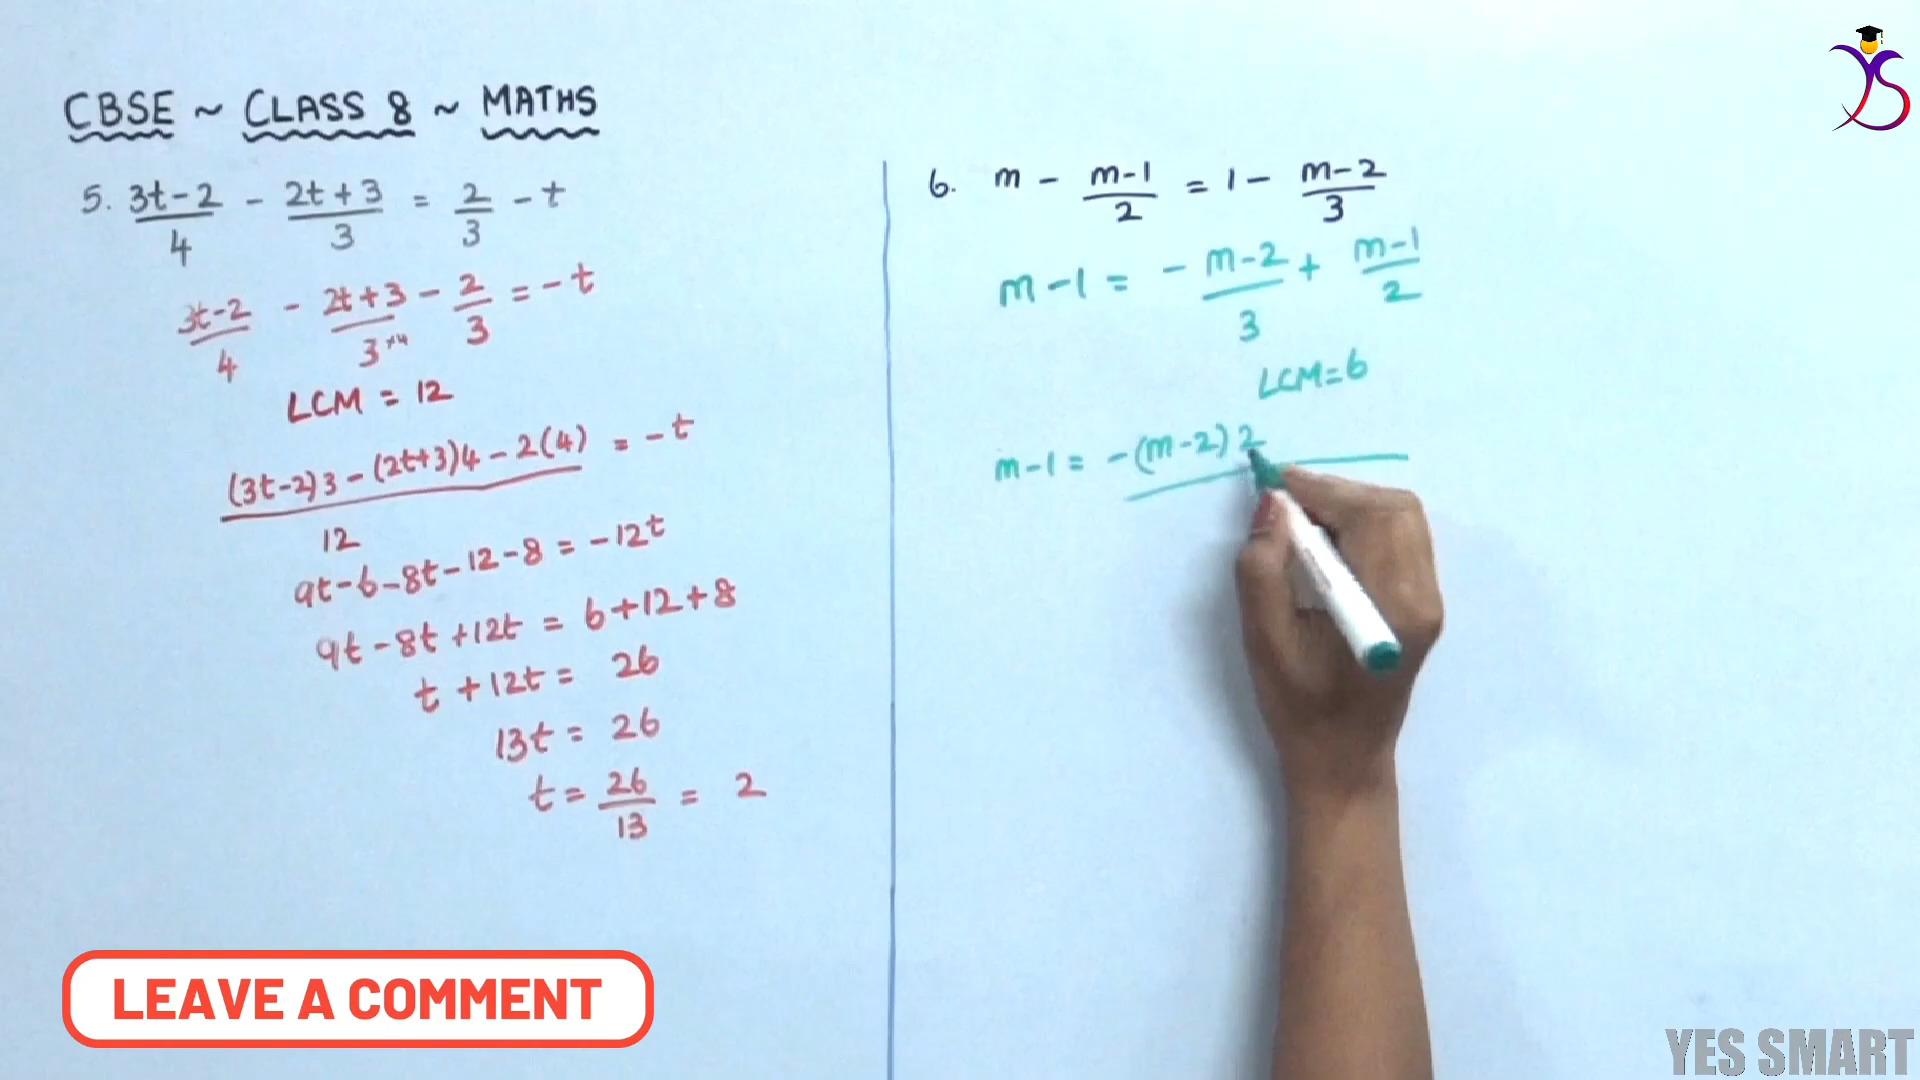 CBSE ~ CLASS 8 ~ MATHS
5. (3t-2)/4 - (2t+3)/3 = 2/3 - t
(3t-2)/4 - (2t+3)/(3×4) - 2/3 = -t
LCM = 12
((3t-2)3-(2t+3)4-2(4))/12 = -t
9t-6-8t-12-8 = -12t
9t-8t+12t = 6+12+8
t+12t = 26
13t = 26
t = 26/13 = 2
6. m - (m-1)/2 = 1 - (m-2)/3
m-1 = - (m-2)/3 + (m-1)/2
LCM=6
m-1 = -(m-2)2
LEAVE A COMMENT
YS
YES SMART